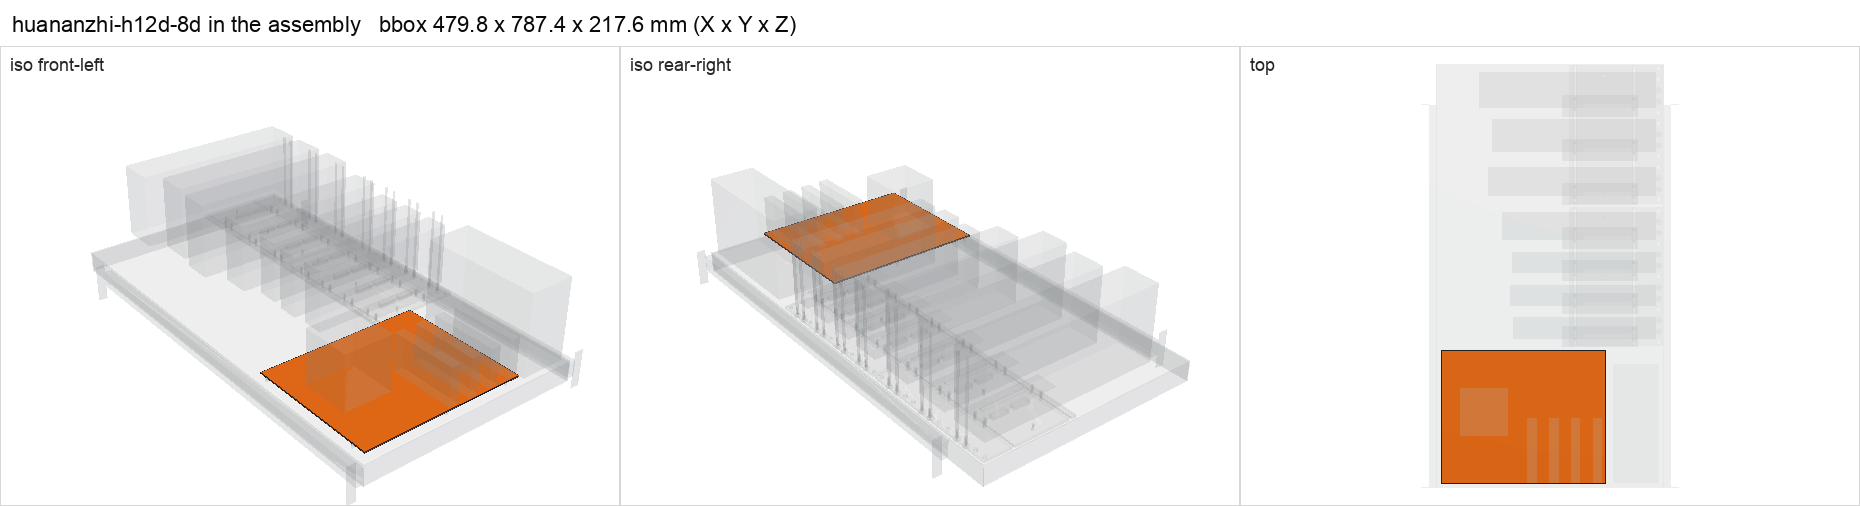 huananzhi-h12d-8d in the assembly   bbox 479.8 x 787.4 x 217.6 mm (X x Y x Z)
iso front-left
iso rear-right
top